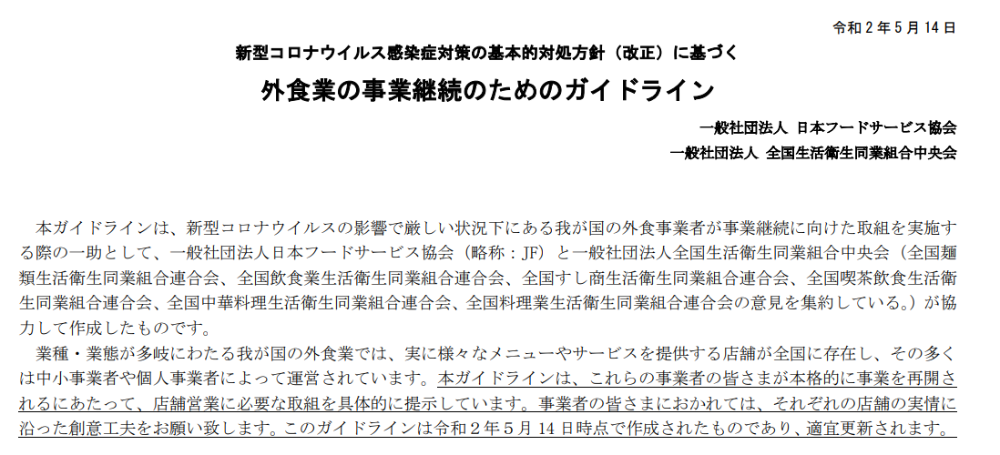 令和２年５月 14 日
新型コロナウイルス感染症対策の基本的対処方針（改正）に基づく
外食業の事業継続のためのガイドライン
一般社団法人 日本フードサービス協会
一般社団法人 全国生活衛生同業組合中央会
本ガイドラインは、新型コロナウイルスの影響で厳しい状況下にある我が国の外食事業者が事業継続に向けた取組を実施す
る際の一助として、一般社団法人日本フードサービス協会（略称：JF）と一般社団法人全国生活衛生同業組合中央会（全国麺
類生活衛生同業組合連合会、全国飲食業生活衛生同業組合連合会、全国すし商生活衛生同業組合連合会、全国喫茶飲食生活衛
生同業組合連合会、全国中華料理生活衛生同業組合連合会、全国料理業生活衛生同業組合連合会の意見を集約している。）が協
力して作成したものです。
業種・業態が多岐にわたる我が国の外食業では、実に様々なメニューやサービスを提供する店舗が全国に存在し、その多く
は中小事業者や個人事業者によって運営されています。本ガイドラインは、これらの事業者の皆さまが本格的に事業を再開さ
れるにあたって、店舗営業に必要な取組を具体的に提示しています。事業者の皆さまにおかれては、それぞれの店舗の実情に
沿った創意工夫をお願い致します。このガイドラインは令和２年５月 14 日時点で作成されたものであり、適宜更新されます。